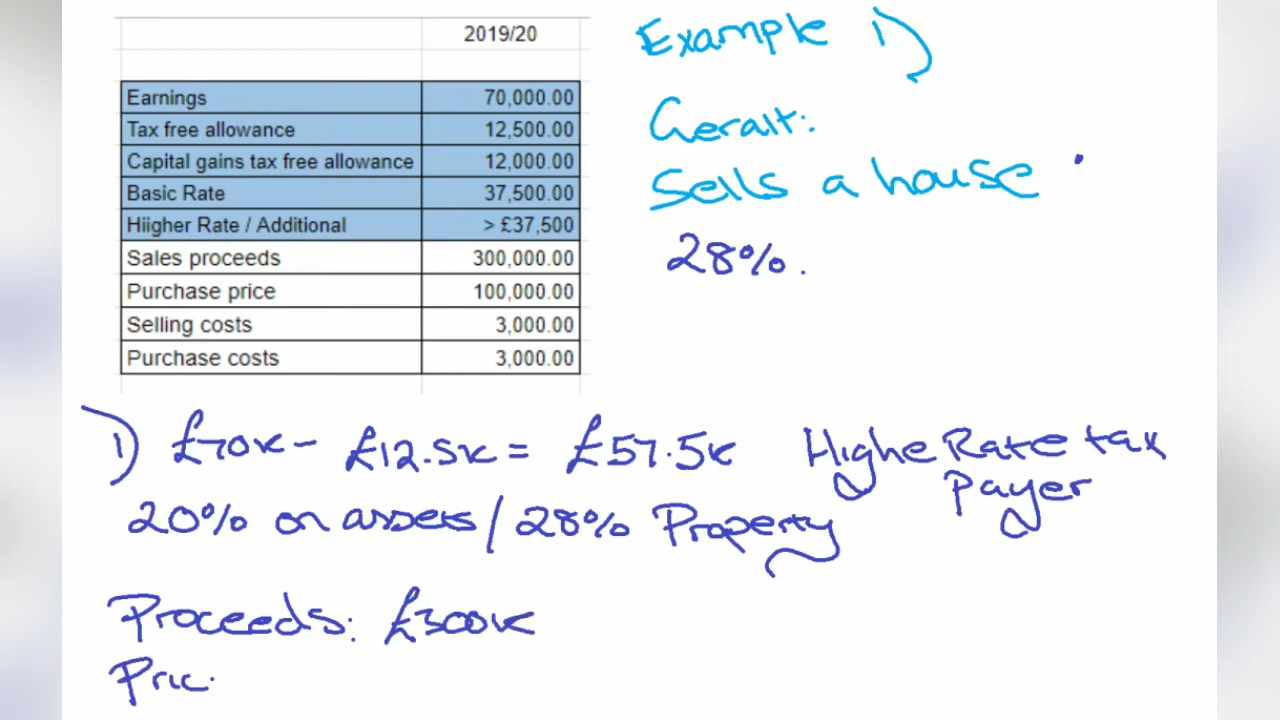 2019/20
Earnings 70,000.00
Tax free allowance 12,500.00
Capital gains tax free allowance 12,000.00
Basic Rate 37,500.00
Hiigher Rate / Additional > £37,500
Sales proceeds 300,000.00
Purchase price 100,000.00
Selling costs 3,000.00
Purchase costs 3,000.00
Example 1)
Geralt:
Sells a house
28%.
1) £70K - £12.5K = £57.5K Highe Rate tax
Payer
20% on assets / 28% Property
Proceeds: £300K
Pric